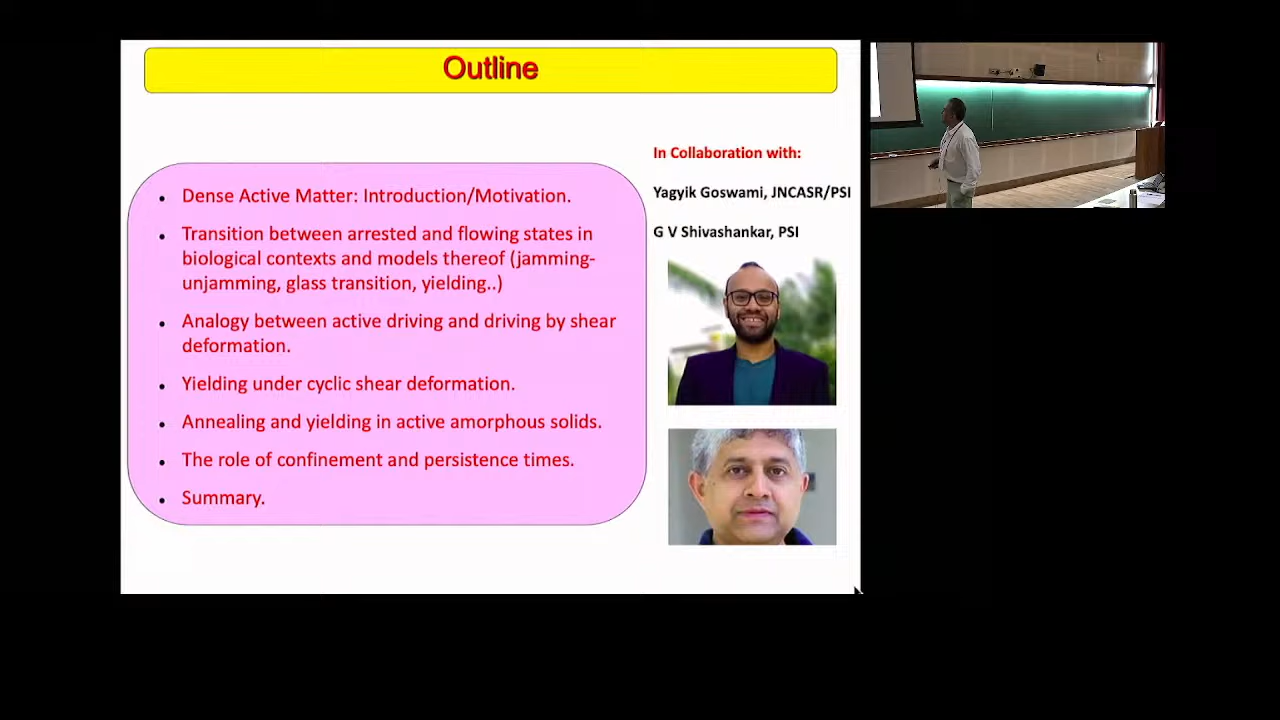 Outline
In Collaboration with:
Yagyik Goswami, JNCASR/PSI
G V Shivashankar, PSI
• Dense Active Matter: Introduction/Motivation.
• Transition between arrested and flowing states in
biological contexts and models thereof (jamming-
unjamming, glass transition, yielding..)
• Analogy between active driving and driving by shear
deformation.
• Yielding under cyclic shear deformation.
• Annealing and yielding in active amorphous solids.
• The role of confinement and persistence times.
• Summary.